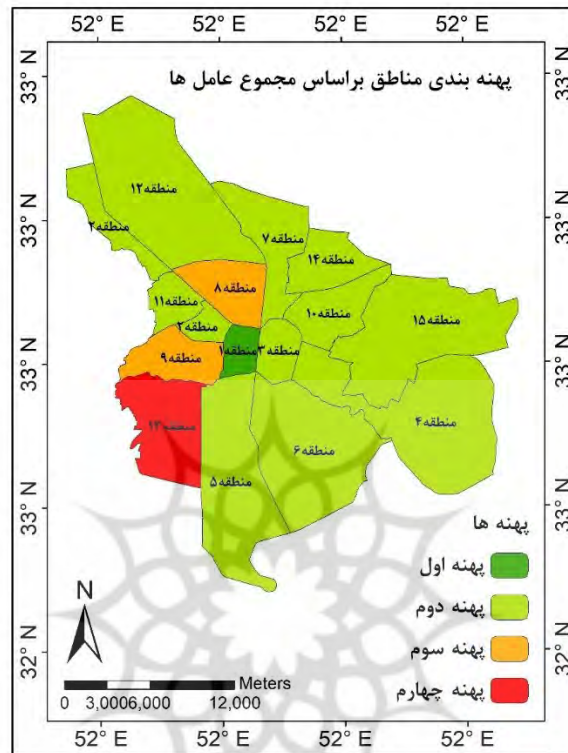 52° E 52° E 52° E 52° E
33° N 33° N
پهنه بندی مناطق براساس مجموع عامل ها
منطقه۱۲
منطقه۲
33° N 33° N
منطقه۷
منطقه۱۴
منطقه۸
منطقه۱۱
منطقه۱۰
منطقه۱۵
منطقه۲
منطقه۱
منطقه۳
33° N 33° N
منطقه۹
منطقه۱۳
منطقه۴
منطقه۶
منطقه۵
33° N 33° N
پهنه ها
پهنه اول
پهنه دوم
پهنه سوم
پهنه چهارم
N
32° N 32° N
Meters
0 3,0006,000 12,000
52° E 52° E 52° E 52° E